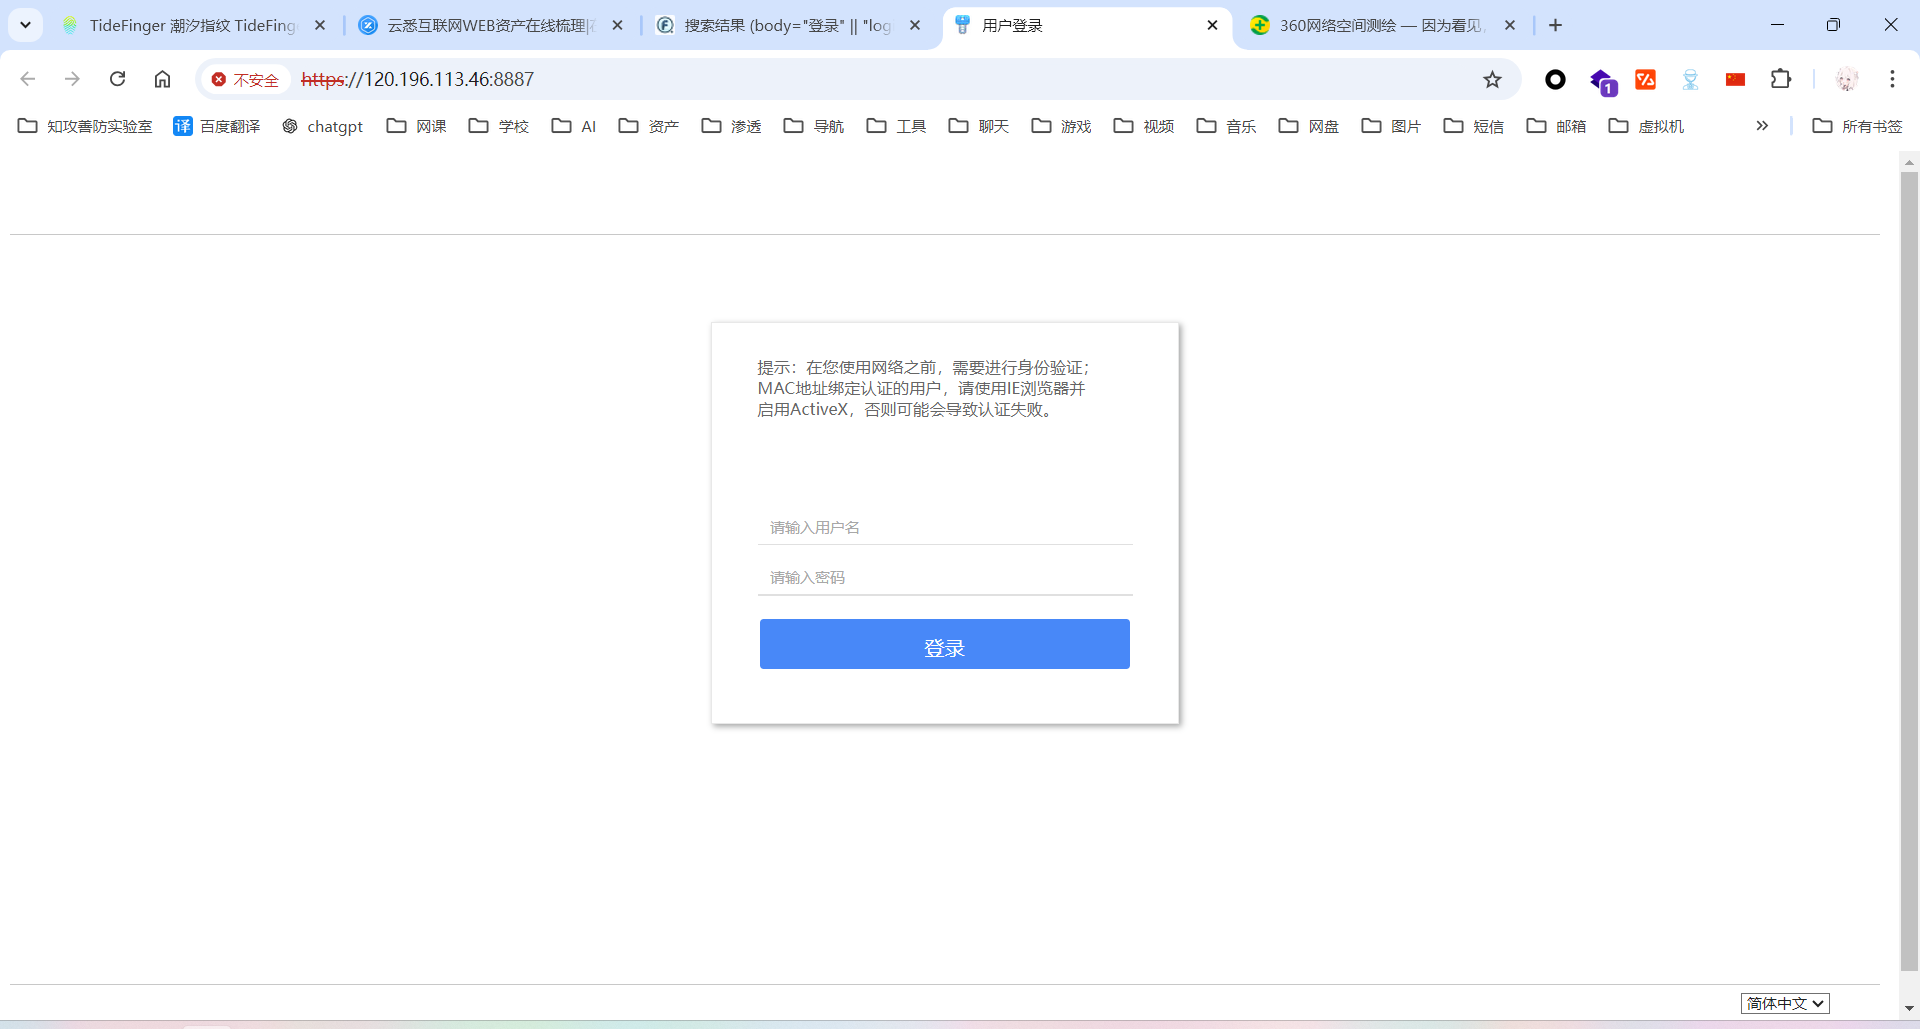 TideFinger 潮汐指纹 TideFing
云悉互联网WEB资产在线梳理|
搜索结果 (body="登录" || "log
用户登录
360网络空间测绘 — 因为看见,
不安全
https://120.196.113.46:8887
1
知攻善防实验室
译 百度翻译
chatgpt
网课
学校
AI
资产
渗透
导航
工具
聊天
游戏
视频
音乐
网盘
图片
短信
邮箱
虚拟机
所有书签
提示：在您使用网络之前，需要进行身份验证；
MAC地址绑定认证的用户，请使用IE浏览器并
启用ActiveX，否则可能会导致认证失败。
请输入用户名
请输入密码
登录
简体中文